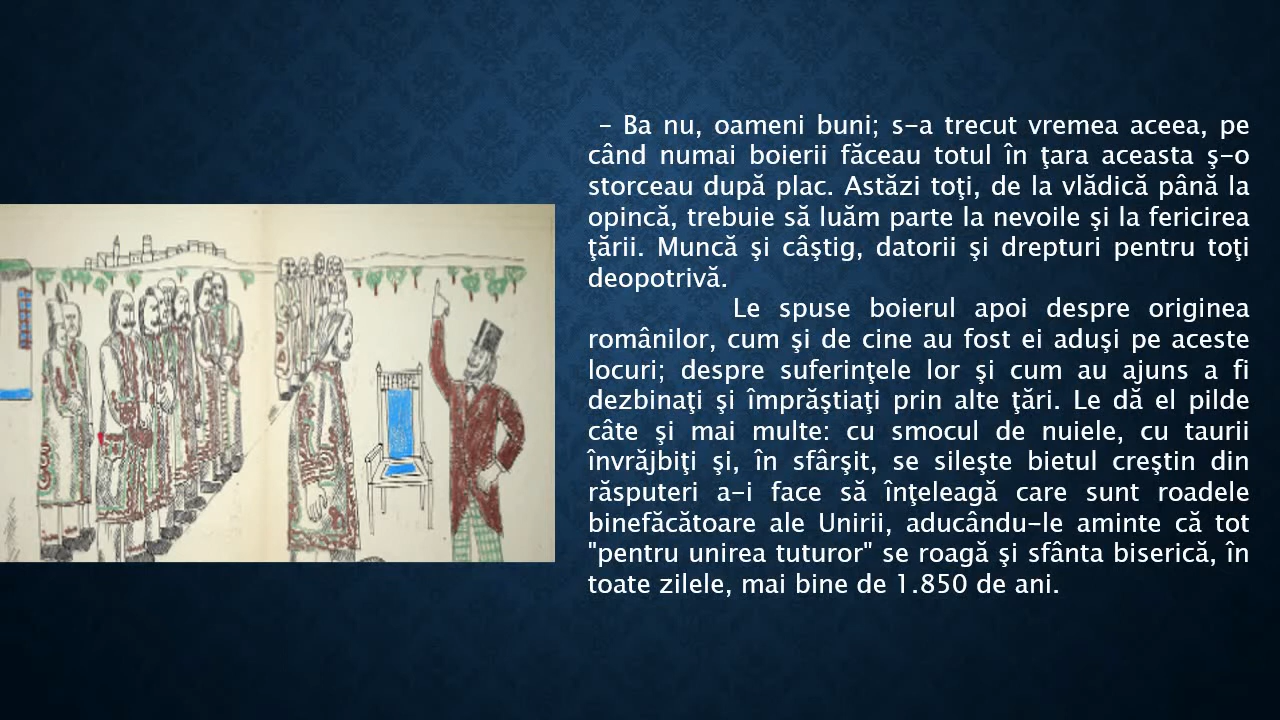 – Ba nu, oameni buni; s-a trecut vremea aceea, pe
când numai boierii făceau totul în ţara aceasta ş-o
storceau după plac. Astăzi toţi, de la vlădică până la
opincă, trebuie să luăm parte la nevoile şi la fericirea
ţării. Muncă şi câştig, datorii şi drepturi pentru toţi
deopotrivă.
Le spuse boierul apoi despre originea
românilor, cum şi de cine au fost ei aduşi pe aceste
locuri; despre suferinţele lor şi cum au ajuns a fi
dezbinaţi şi împrăştiaţi prin alte ţări. Le dă el pilde
câte şi mai multe: cu smocul de nuiele, cu taurii
învrăjbiţi şi, în sfârşit, se sileşte bietul creştin din
răsputeri a-i face să înţeleagă care sunt roadele
binefăcătoare ale Unirii, aducându-le aminte că tot
"pentru unirea tuturor" se roagă şi sfânta biserică, în
toate zilele, mai bine de 1.850 de ani.